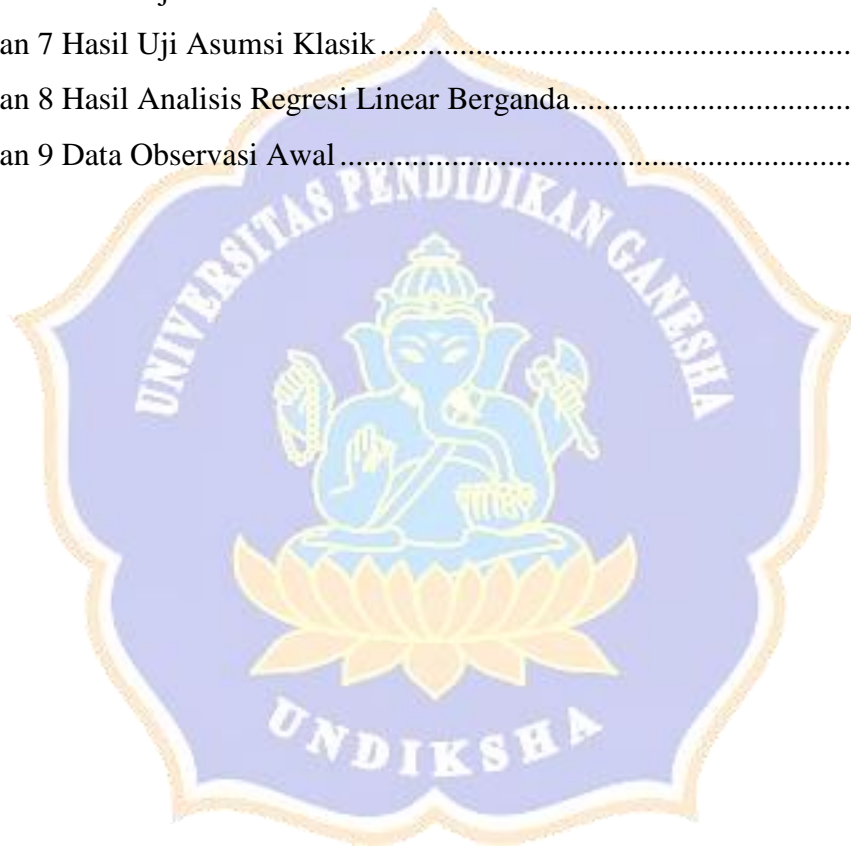 an 7 Hasil Uji Asumsi Klasik
an 8 Hasil Analisis Regresi Linear Berganda
an 9 Data Observasi Awal
UNIVERSITAS PENDIDIKAN GANESHA
UNDIKSHA